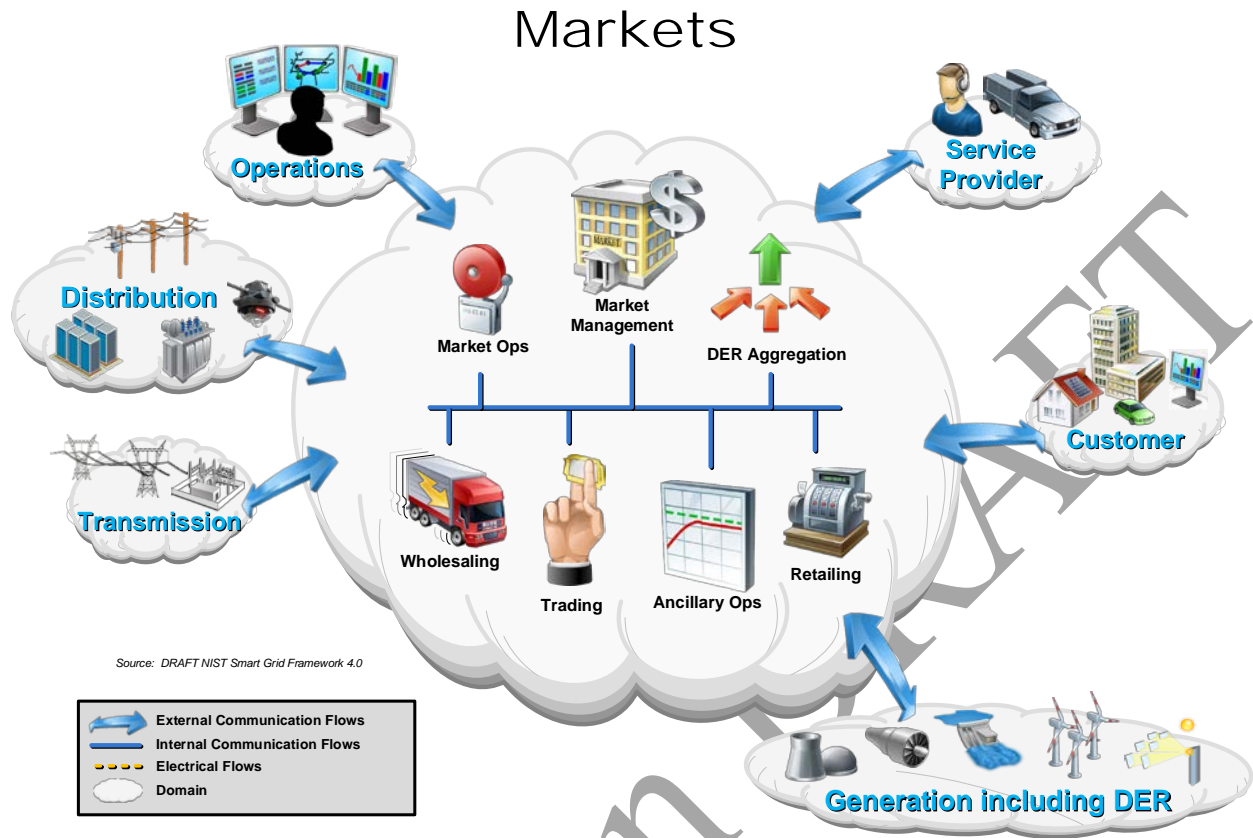 Markets
Operations
Service
Provider
Distribution
MARKET
Market
Management
Market Ops
DER Aggregation
Customer
Transmission
Wholesaling
Trading
Ancillary Ops
Retailing
Source: DRAFT NIST Smart Grid Framework 4.0
External Communication Flows
Internal Communication Flows
Electrical Flows
Domain
Generation including DER